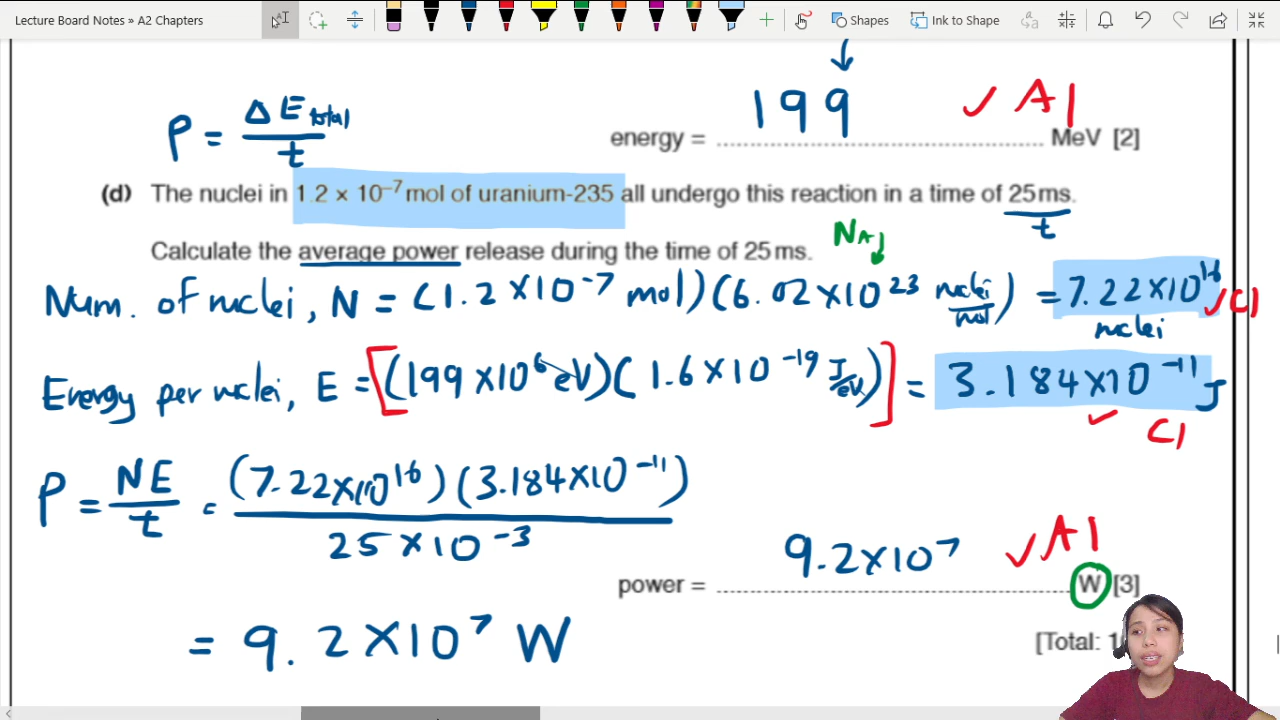 Lecture Board Notes » A2 Chapters
Shapes
Ink to Shape
199
✓ A1
P = ΔE total / t
energy = ........ MeV [2]
(d) The nuclei in 1.2 × 10⁻⁷ mol of uranium-235 all undergo this reaction in a time of 25 ms.
t
Calculate the average power release during the time of 25 ms.
NA
Num. of nuclei, N = (1.2 × 10⁻⁷ mol)(6.02 × 10²³ nuclei/mol) = 7.22 × 10¹⁶ nuclei ✓ C1
Energy per nuclei, E = [(199 × 10⁶ eV)(1.6 × 10⁻¹⁹ J/eV)] = 3.184 × 10⁻¹¹ J
✓ C1
P = NE / t = (7.22 × 10¹⁶)(3.184 × 10⁻¹¹) / 25 × 10⁻³
9.2 × 10⁷ ✓ A1
power = ........ W [3]
= 9.2 × 10⁷ W
[Total: